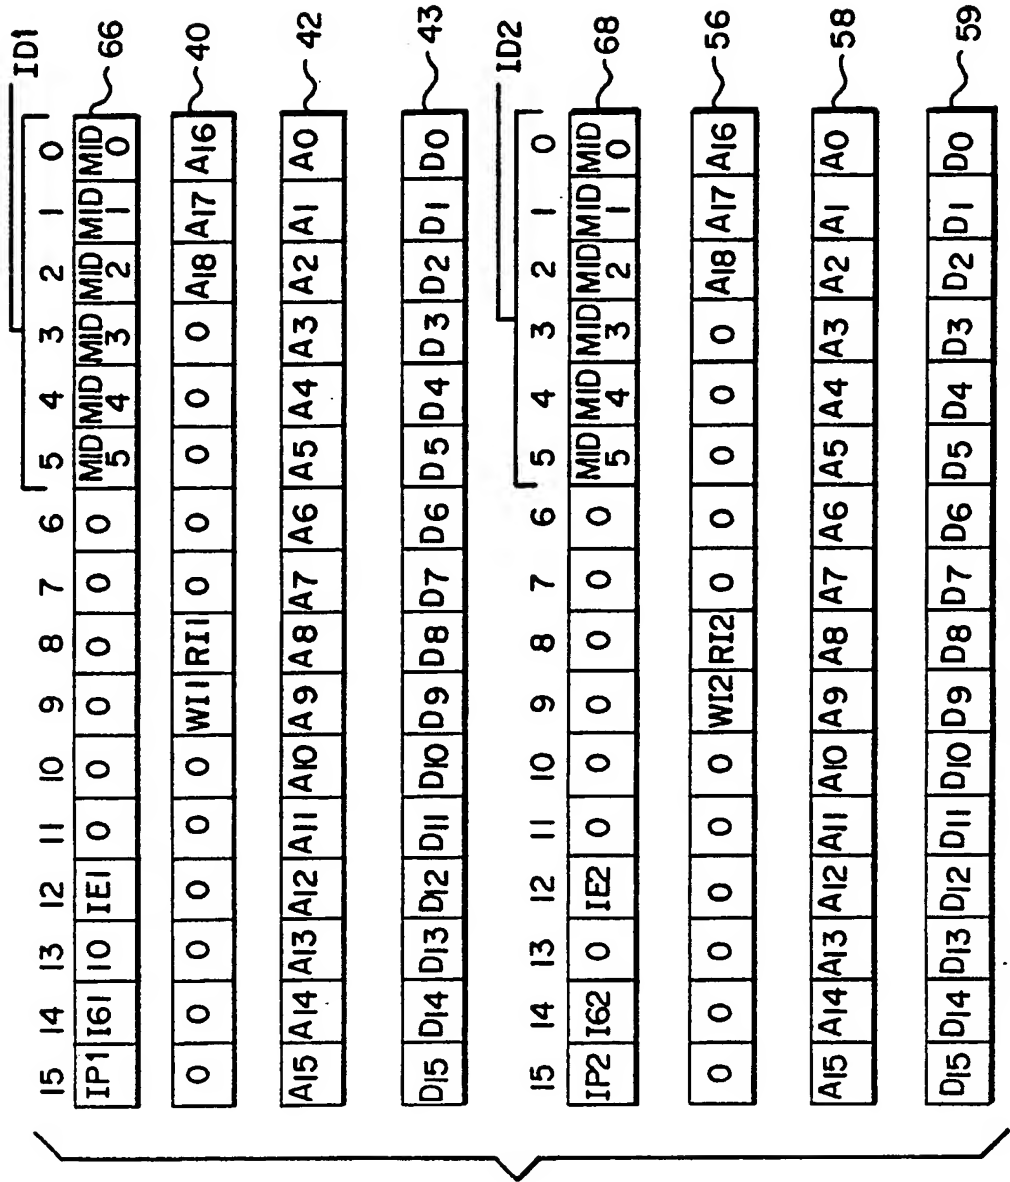 ID1
15 14 13 12 11 10 9 8 7 6 5 4 3 2 1 0
IP1 I61 IO IE1 0 0 0 0 0 0 MID MID MID MID MID MID 66
5 4 3 2 1 0
0 0 0 0 0 0 WI1 RI1 0 0 0 0 0 A18 A17 A16 40
A15 A14 A13 A12 A11 A10 A9 A8 A7 A6 A5 A4 A3 A2 A1 A0 42
D15 D14 D13 D12 D11 D10 D9 D8 D7 D6 D5 D4 D3 D2 D1 D0 43
ID2
15 14 13 12 11 10 9 8 7 6 5 4 3 2 1 0
IP2 I62 0 IE2 0 0 0 0 0 0 MID MID MID MID MID MID 68
5 4 3 2 1 0
0 0 0 0 0 0 WI2 RI2 0 0 0 0 0 A18 A17 A16 56
A15 A14 A13 A12 A11 A10 A9 A8 A7 A6 A5 A4 A3 A2 A1 A0 58
D15 D14 D13 D12 D11 D10 D9 D8 D7 D6 D5 D4 D3 D2 D1 D0 59